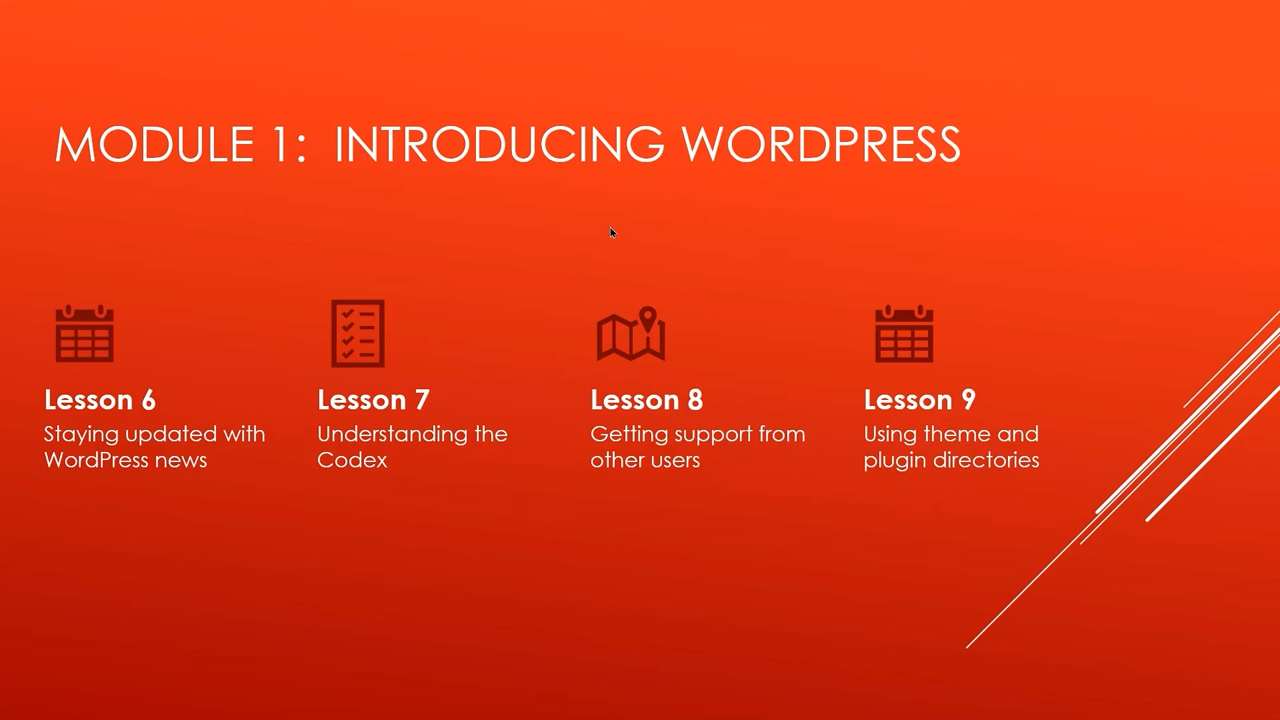 MODULE 1: INTRODUCING WORDPRESS
Lesson 6
Staying updated with
WordPress news
Lesson 7
Understanding the
Codex
Lesson 8
Getting support from
other users
Lesson 9
Using theme and
plugin directories